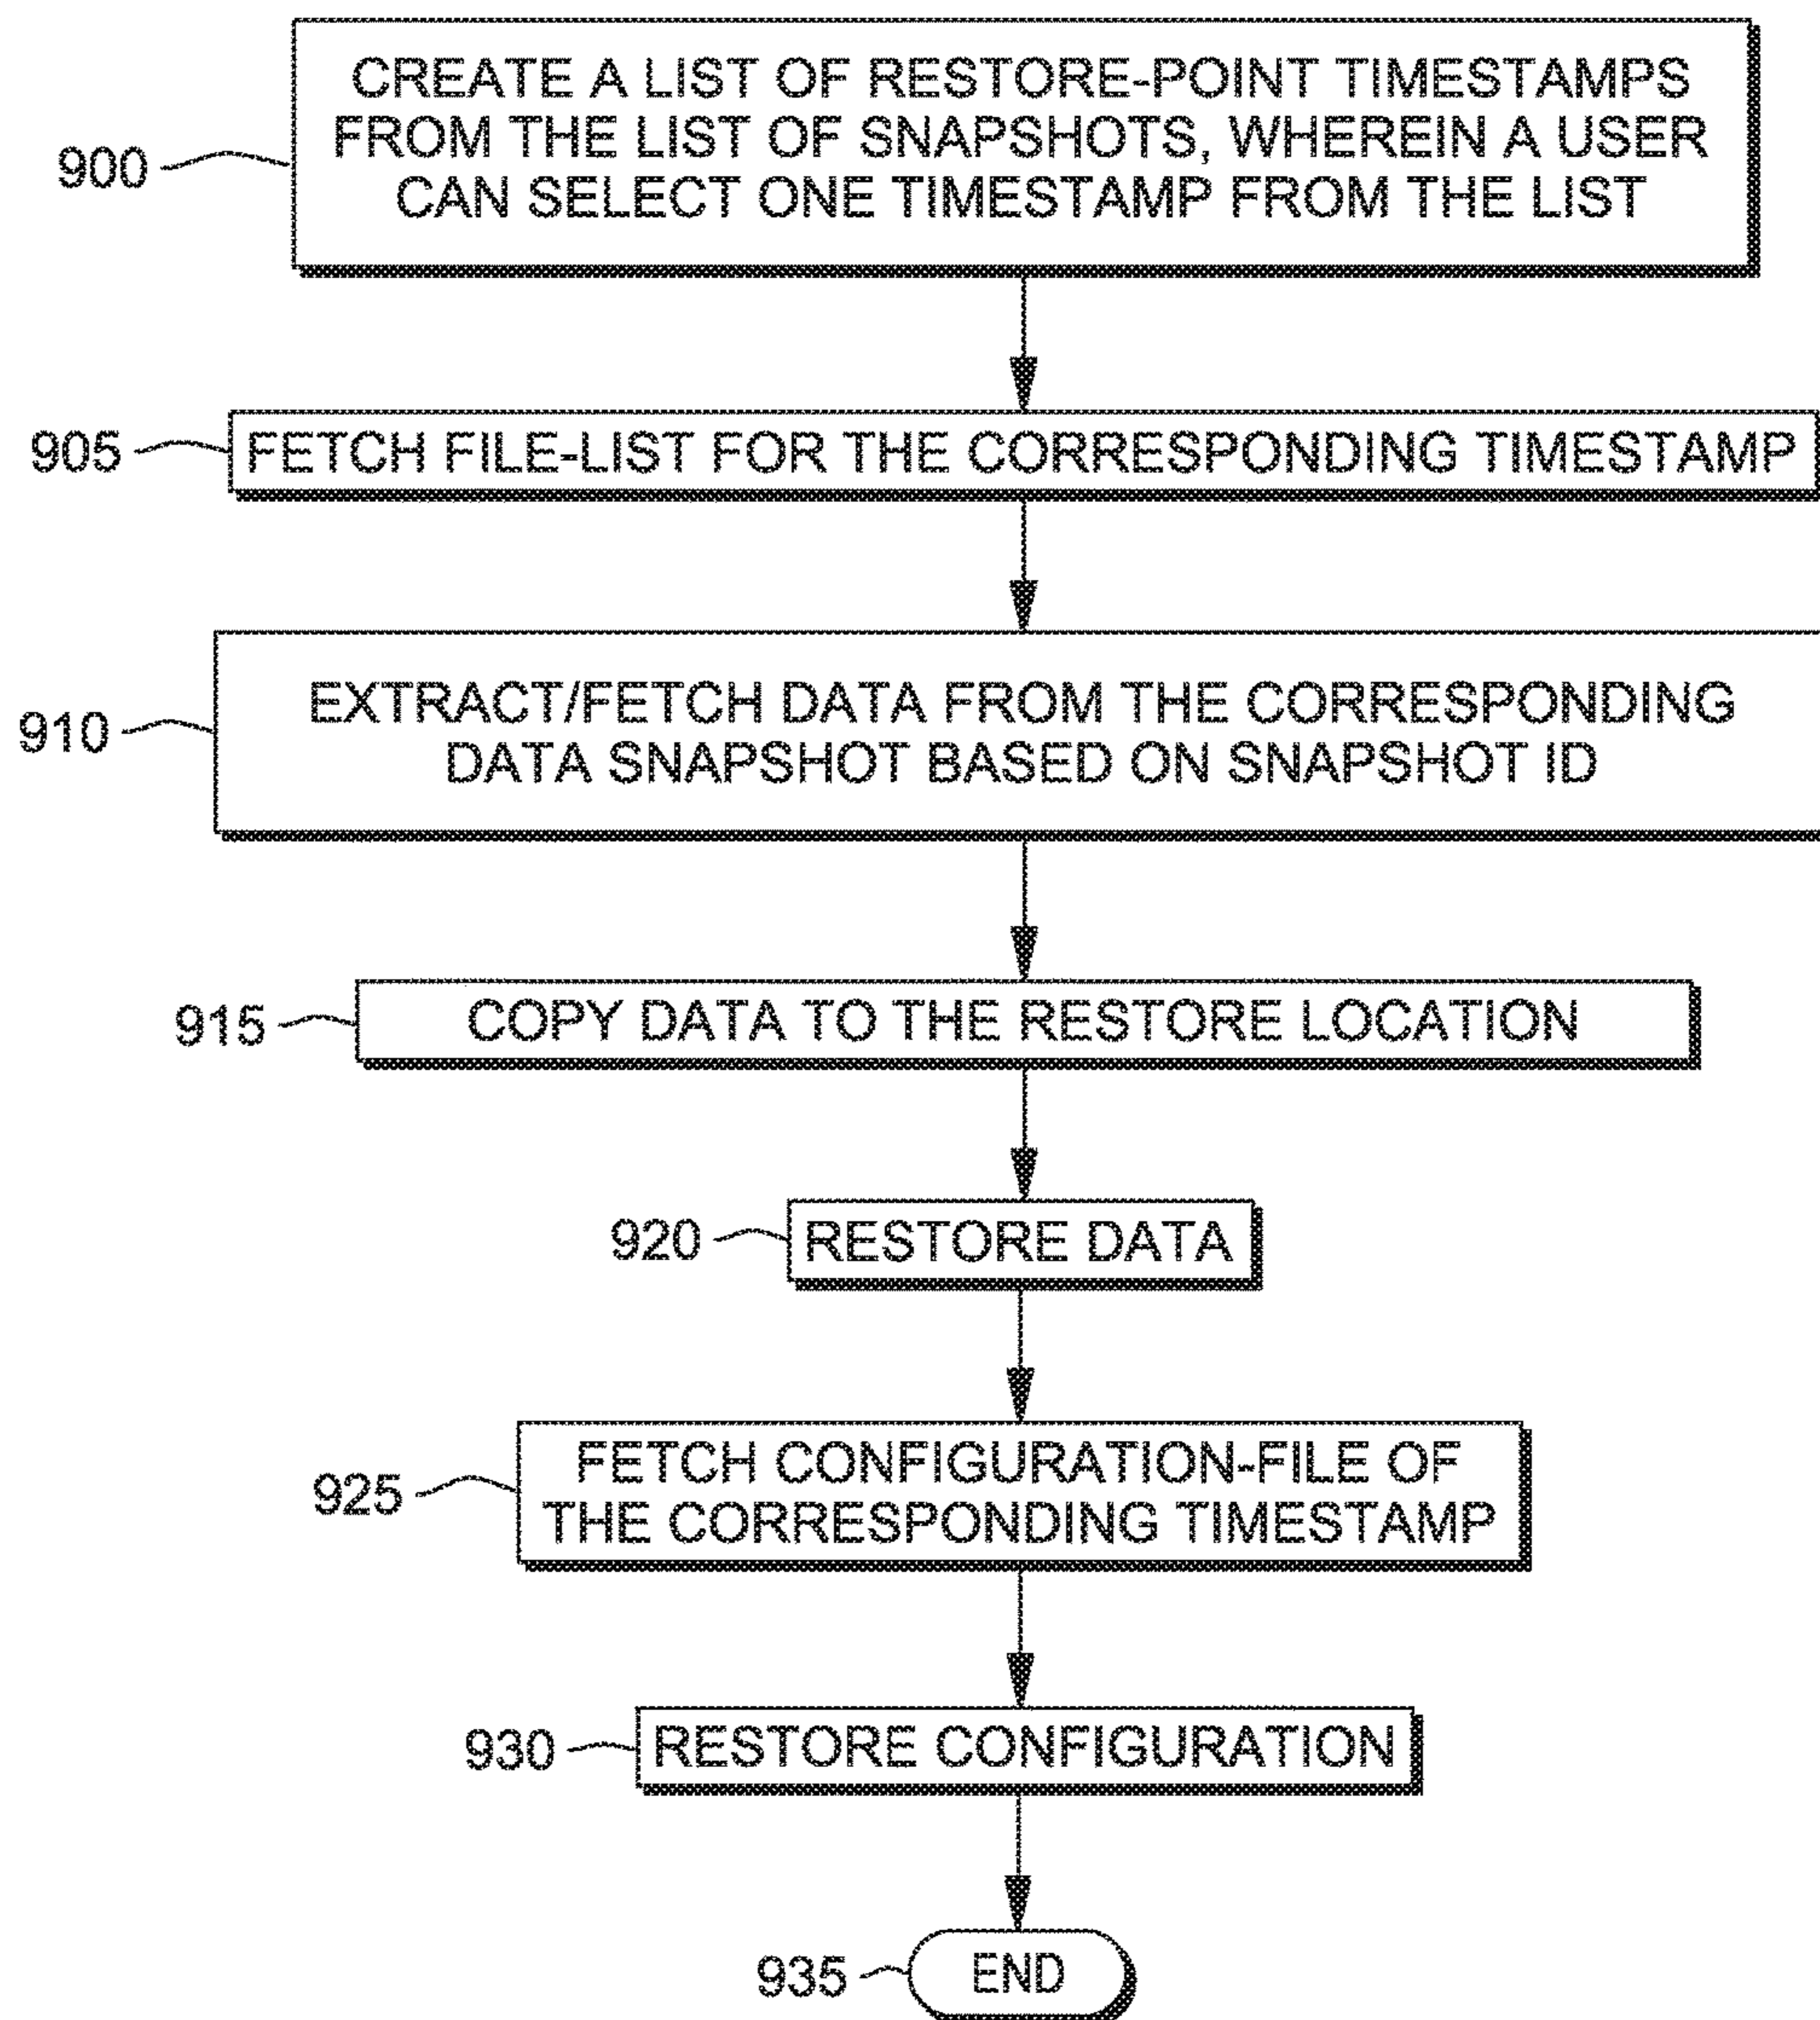 CREATE A LIST OF RESTORE-POINT TIMESTAMPS
FROM THE LIST OF SNAPSHOTS, WHEREIN A USER
CAN SELECT ONE TIMESTAMP FROM THE LIST
900
905
FETCH FILE-LIST FOR THE CORRESPONDING TIMESTAMP
EXTRACT/FETCH DATA FROM THE CORRESPONDING
DATA SNAPSHOT BASED ON SNAPSHOT ID
910
915
COPY DATA TO THE RESTORE LOCATION
920
RESTORE DATA
FETCH CONFIGURATION-FILE OF
THE CORRESPONDING TIMESTAMP
925
930
RESTORE CONFIGURATION
935
END